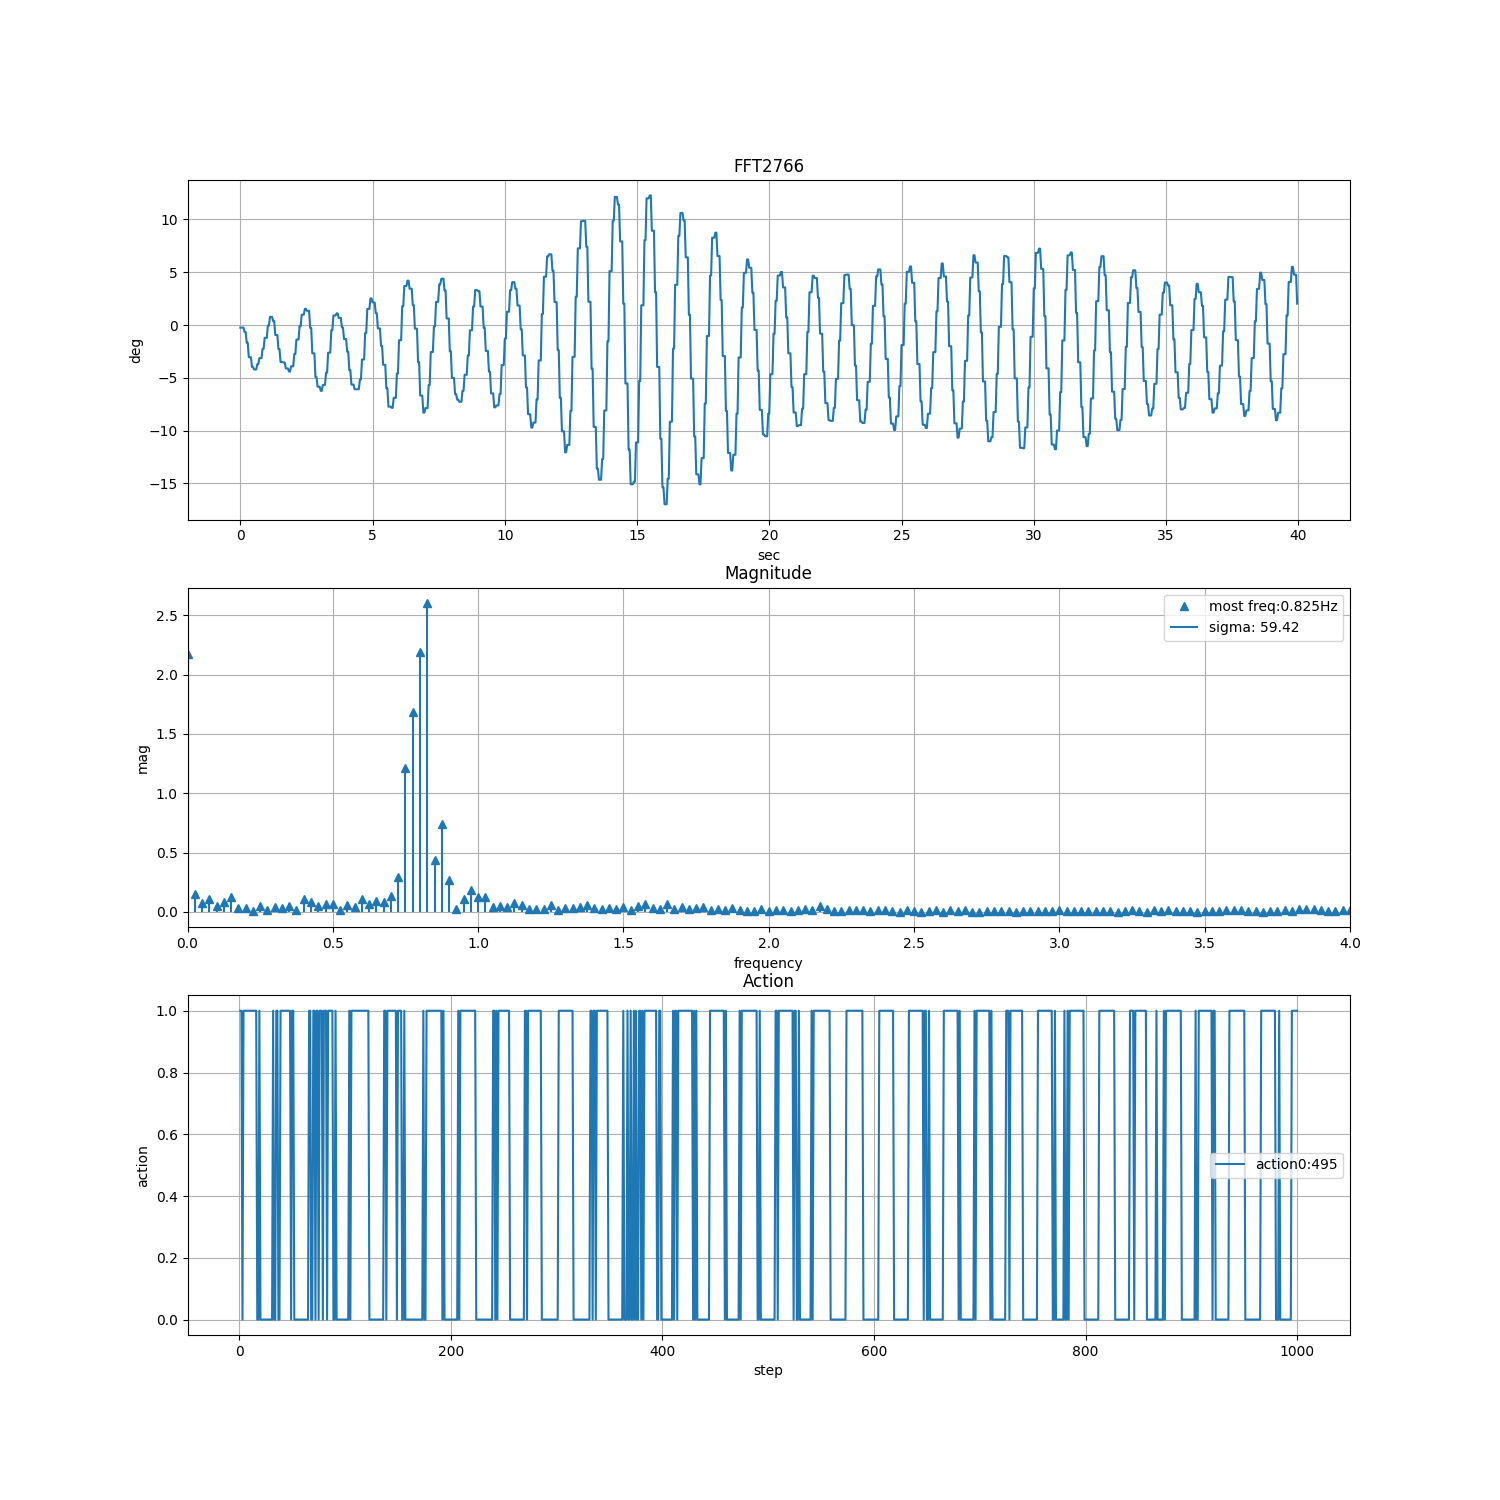 FFT2766
10
5
0
−5
−10
−15
deg
0 5 10 15 20 25 30 35 40
sec
Magnitude
most freq:0.825Hz
sigma: 59.42
2.5
2.0
1.5
1.0
0.5
0.0
mag
0.0 0.5 1.0 1.5 2.0 2.5 3.0 3.5 4.0
frequency
Action
1.0
0.8
0.6
0.4
0.2
0.0
action
action0:495
0 200 400 600 800 1000
step